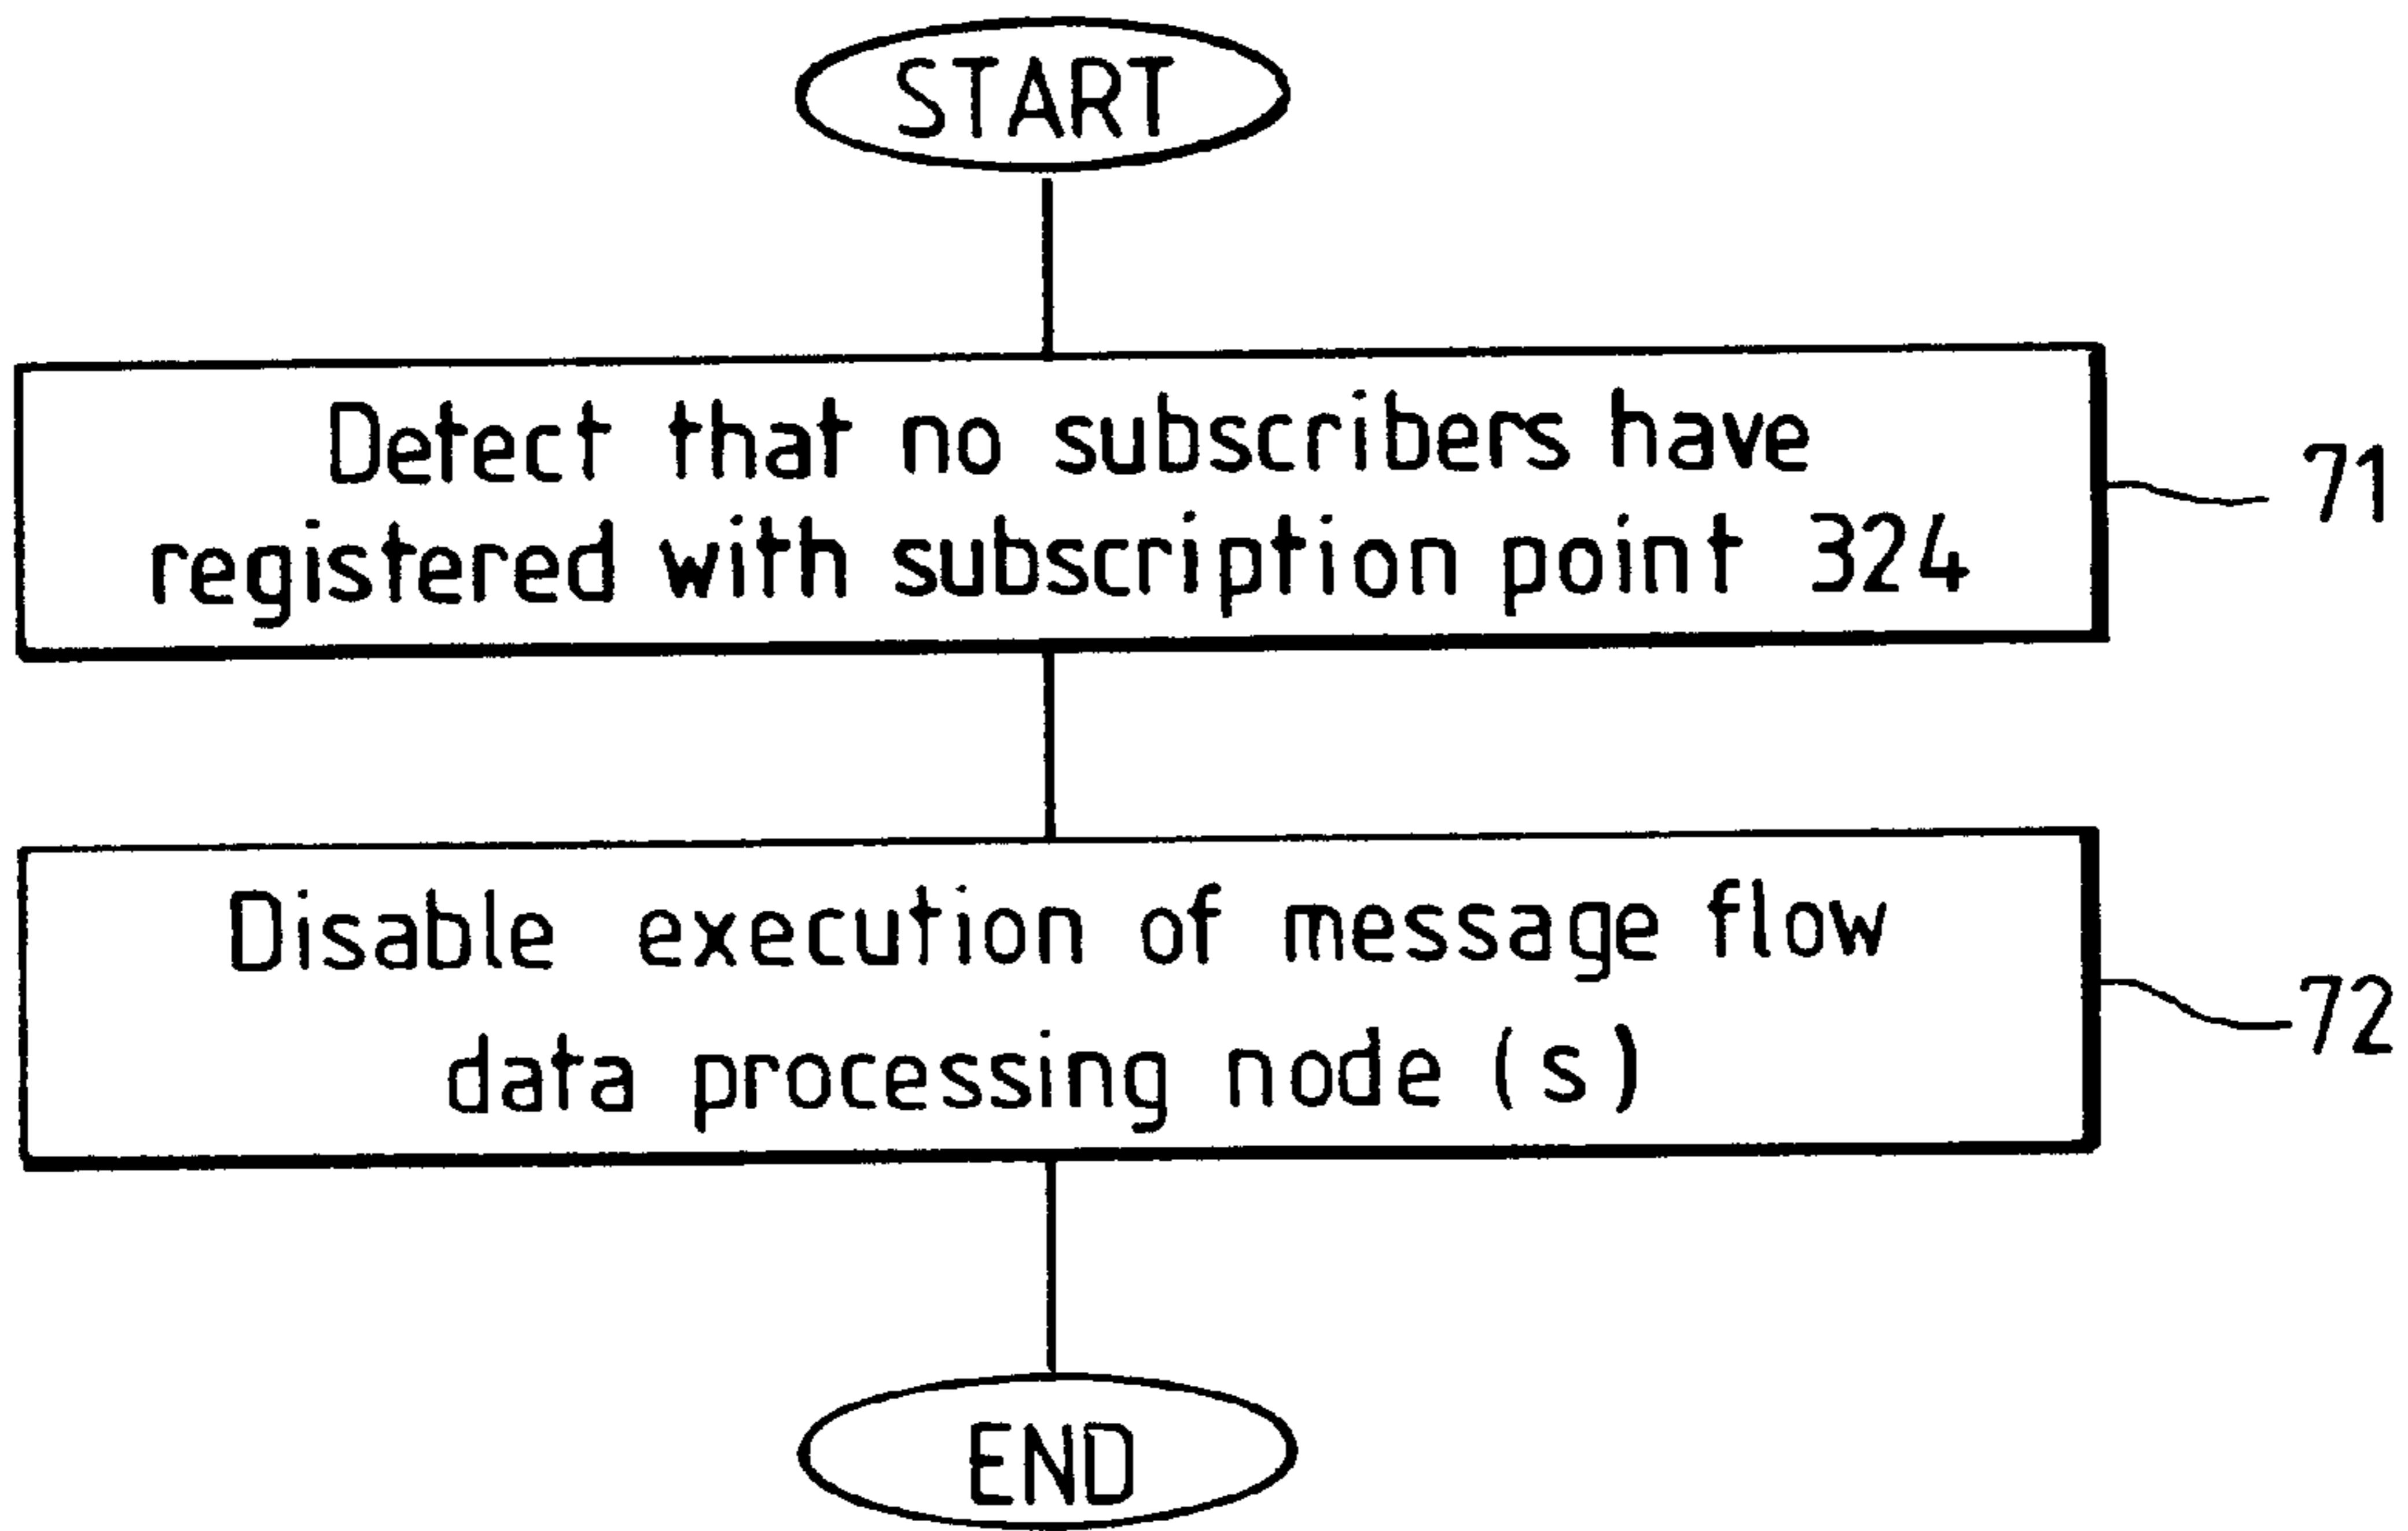 START
Detect that no subscribers have
registered with subscription point 324
71
Disable execution of message flow
data processing node (s)
72
END